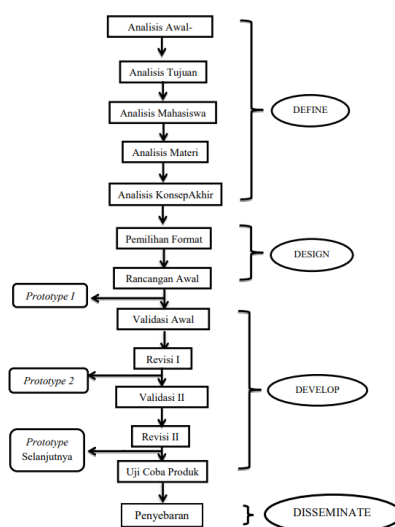 Analisis Awal-
Analisis Tujuan
Analisis Mahasiswa
DEFINE
Analisis Materi
Analisis KonsepAkhir
Pemilihan Format
DESIGN
Rancangan Awal
Prototype I
Validasi Awal
Revisi I
Prototype 2
DEVELOP
Validasi II
Revisi II
Prototype
Selanjutnya
Uji Coba Produk
Penyebaran
DISSEMINATE